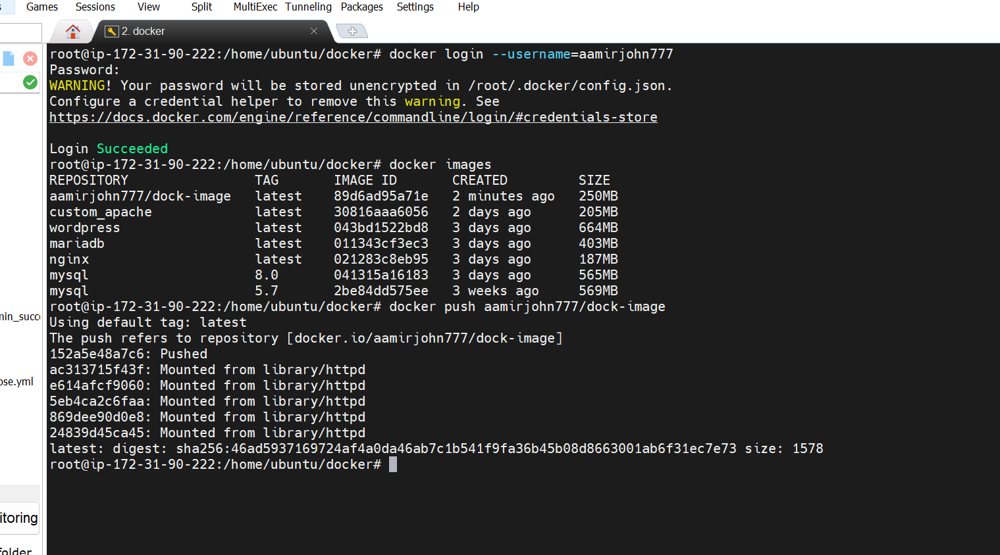 Games Sessions View Split MultiExec Tunneling Packages Settings Help
2. docker
root@ip-172-31-90-222:/home/ubuntu/docker# docker login --username=aamirjohn777
Password:
WARNING! Your password will be stored unencrypted in /root/.docker/config.json.
Configure a credential helper to remove this warning. See
https://docs.docker.com/engine/reference/commandline/login/#credentials-store
Login Succeeded
root@ip-172-31-90-222:/home/ubuntu/docker# docker images
REPOSITORY TAG IMAGE ID CREATED SIZE
aamirjohn777/dock-image latest 89d6ad95a71e 2 minutes ago 250MB
custom_apache latest 30816aaa6056 2 days ago 205MB
wordpress latest 043bd1522bd8 3 days ago 664MB
mariadb latest 011343cf3ec3 3 days ago 403MB
nginx latest 021283c8eb95 3 days ago 187MB
mysql 8.0 041315a16183 3 days ago 565MB
mysql 5.7 2be84dd575ee 3 weeks ago 569MB
root@ip-172-31-90-222:/home/ubuntu/docker# docker push aamirjohn777/dock-image
Using default tag: latest
The push refers to repository [docker.io/aamirjohn777/dock-image]
152a5e48a7c6: Pushed
ac313715f43f: Mounted from library/httpd
e614afcf9060: Mounted from library/httpd
5eb4ca2c6faa: Mounted from library/httpd
869dee90d0e8: Mounted from library/httpd
24839d45ca45: Mounted from library/httpd
latest: digest: sha256:46ad5937169724af4a0da46ab7c1b541f9fa36b45b08d8663001ab6f31ec7e73 size: 1578
root@ip-172-31-90-222:/home/ubuntu/docker#
min_succ
ose.yml
itoring
folder